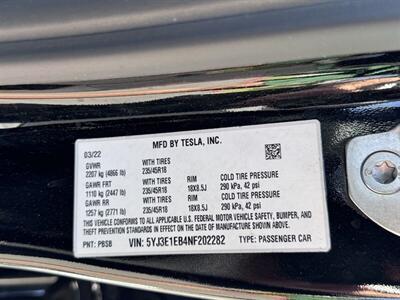 MFD BY TESLA, INC.
03/22
GVWR WITH TIRES
2207 kg (4866 lb) 235/45R18
GAWR FRT WITH TIRES RIM COLD TIRE PRESSURE
1110 kg (2447 lb) 235/45R18 18X8.5J 290 kPa, 42 psi
GAWR RR WITH TIRES RIM COLD TIRE PRESSURE
1257 kg (2771 lb) 235/45R18 18X8.5J 290 kPa, 42 psi
THIS VEHICLE CONFORMS TO ALL APPLICABLE U.S. FEDERAL MOTOR VEHICLE SAFETY, BUMPER, AND
THEFT PREVENTION STANDARDS IN EFFECT ON THE DATE OF MANUFACTURE SHOWN ABOVE.
PNT: PBSB VIN: 5YJ3E1EB4NF202282 TYPE: PASSENGER CAR